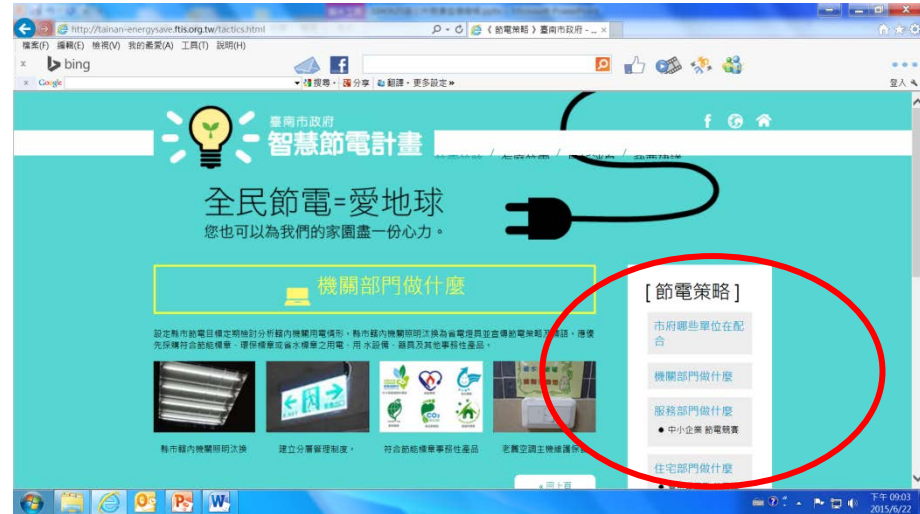 http://tainan-energysave.ftis.org.tw/tactics.html
《 節電策略 》臺南市政府 - ...
檔案(F) 編輯(E) 檢視(V) 我的最愛(A) 工具(T) 說明(H)
x bing
x Google
搜尋 分享 翻譯 更多設定 »
登入
臺南市政府
智慧節電計畫
全民節電=愛地球
您也可以為我們的家園盡一份心力。
機關部門做什麼
設定縣市節電目標定期檢討分析轄內機關用電情形,縣市轄內機關照明汰換為省電燈具並宣傳節電策略及標語,應優
先採購符合節能標章、環保標章或省水標章之用電、用 水設備、器具及其他事務性產品。
縣市轄內機關照明汰換
建立分層管理制度。
符合節能標章事務性產品
老舊空調主機維護保
« 回上頁
[ 節電策略 ]
市府哪些單位在配
合
機關部門做什麼
服務部門做什麼
● 中小企業 節電競賽
住宅部門做什麼
下午 09:03
2015/6/22